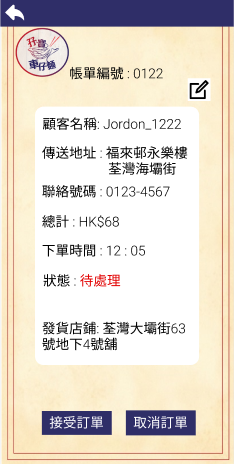 孖寶
車仔麵
帳單編號 : 0122
顧客名稱: Jordon_1222
傳送地址 : 福來邨永樂樓
荃灣海壩街
聯絡號碼 : 0123-4567
總計 : HK$68
下單時間 : 12 : 05
狀態 : 待處理
發貨店鋪: 荃灣大壩街63
號地下4號舖
接受訂單
取消訂單